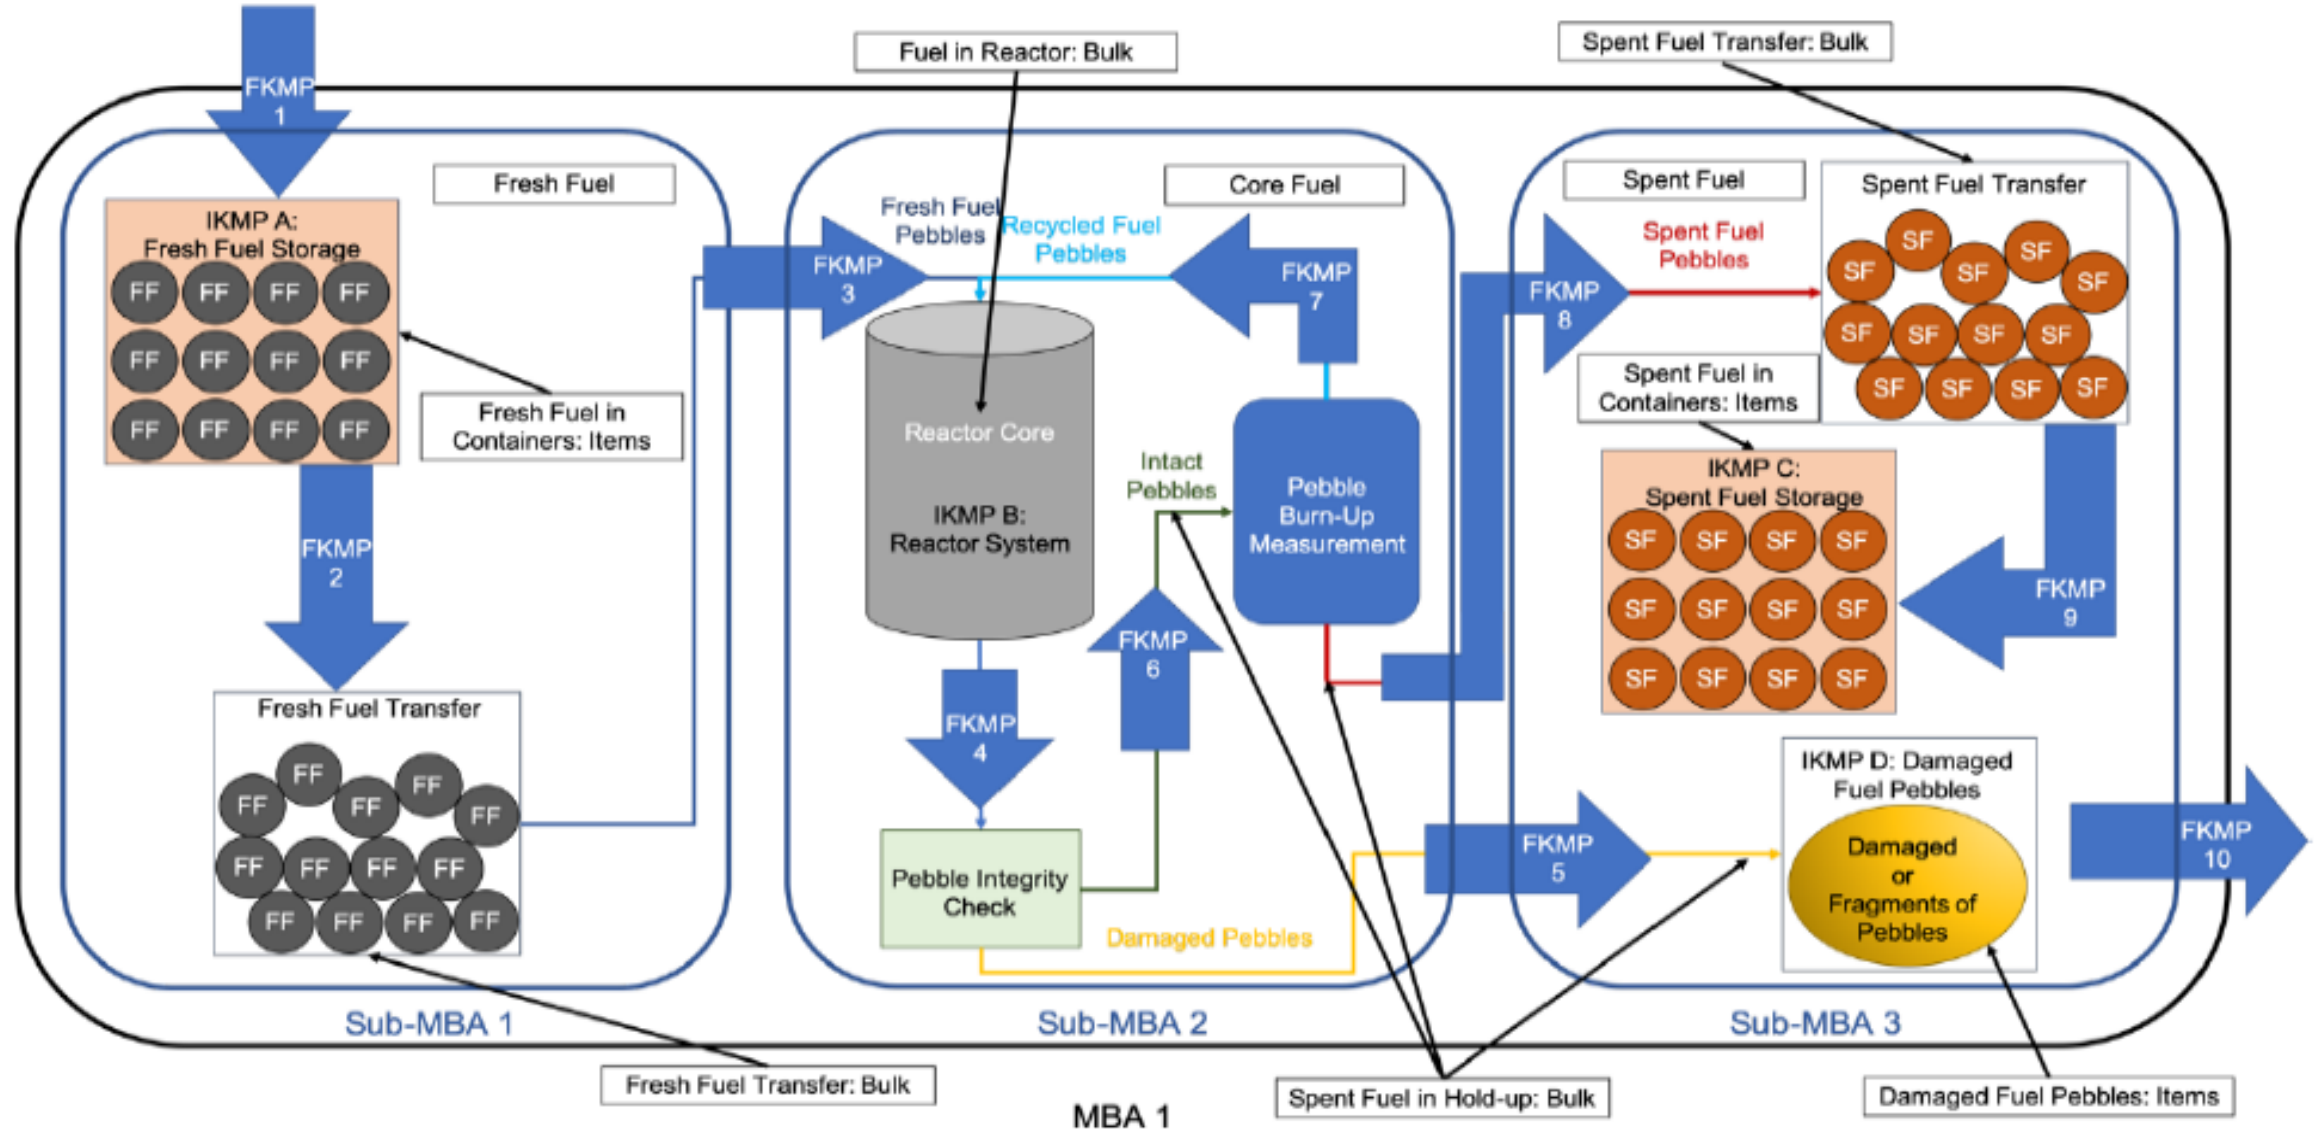 Fuel in Reactor: Bulk
Spent Fuel Transfer: Bulk
FKMP
1
Fresh Fuel
IKMP A:
Fresh Fuel Storage
FF FF FF FF
FF FF FF FF
FF FF FF FF
Fresh Fuel in
Containers: Items
FKMP
2
Fresh Fuel Transfer
FF FF FF FF FF
FF FF FF FF
FF FF FF FF
Sub-MBA 1
Fresh Fuel Transfer: Bulk
Core Fuel
FKMP
3
Fresh Fuel
Pebbles
Recycled Fuel
Pebbles
FKMP
7
Reactor Core
IKMP B:
Reactor System
Intact
Pebbles
Pebble
Burn-Up
Measurement
FKMP
6
FKMP
4
Pebble Integrity
Check
Damaged Pebbles
Sub-MBA 2
Spent Fuel in Hold-up: Bulk
Spent Fuel
FKMP
8
Spent Fuel
Pebbles
Spent Fuel Transfer
SF SF SF SF SF
SF SF SF SF
SF SF SF SF
Spent Fuel in
Containers: Items
IKMP C:
Spent Fuel Storage
SF SF SF SF
SF SF SF SF
SF SF SF SF
FKMP
9
FKMP
5
IKMP D: Damaged
Fuel Pebbles
Damaged
or
Fragments of
Pebbles
FKMP
10
Sub-MBA 3
Damaged Fuel Pebbles: Items
MBA 1